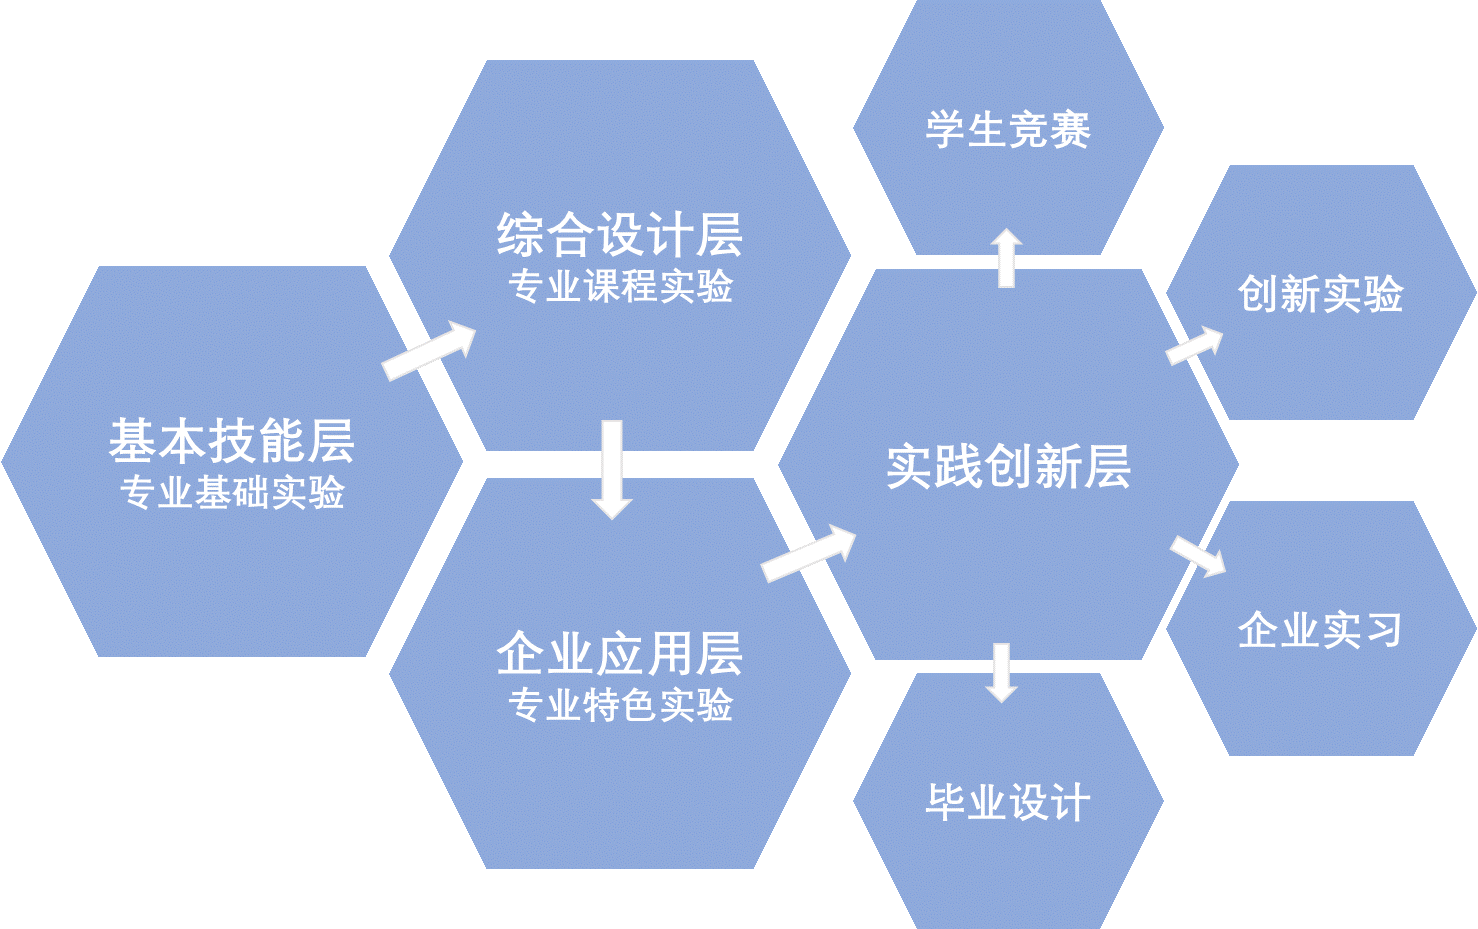 基本技能层
专业基础实验
综合设计层
专业课程实验
企业应用层
专业特色实验
实践创新层
学生竞赛
创新实验
企业实习
毕业设计